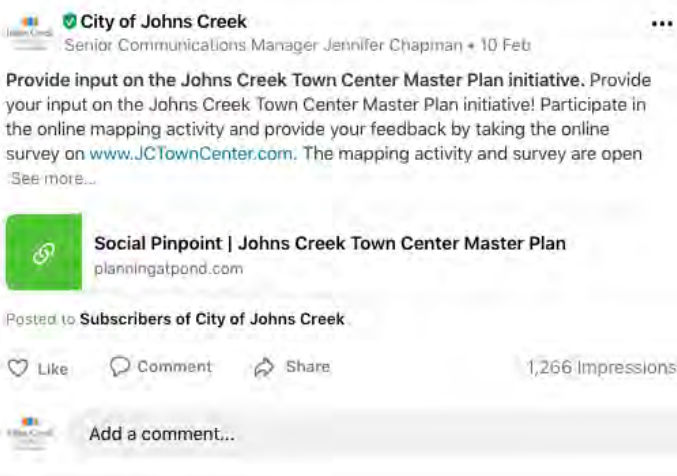 City of Johns Creek
Senior Communications Manager Jennifer Chapman • 10 Feb
Provide input on the Johns Creek Town Center Master Plan initiative. Provide
your input on the Johns Creek Town Center Master Plan initiative! Participate in
the online mapping activity and provide your feedback by taking the online
survey on www.JCTownCenter.com. The mapping activity and survey are open
See more...
Social Pinpoint | Johns Creek Town Center Master Plan
planningatpond.com
Posted to Subscribers of City of Johns Creek
Like Comment Share 1,266 Impressions
Add a comment...